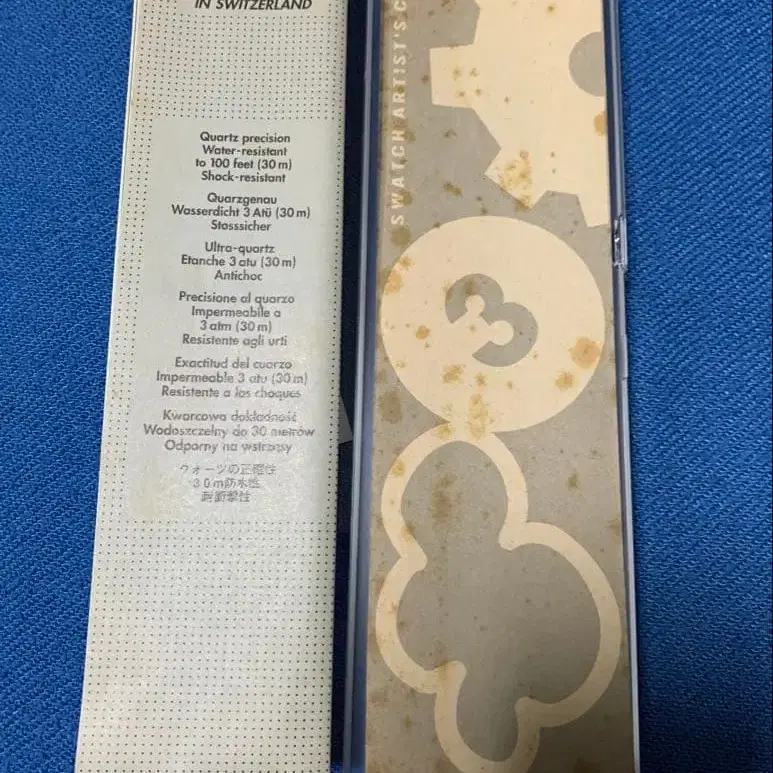 IN SWITZERLAND
Quartz precision
Water-resistant
to 100 feet (30 m)
Shock-resistant
Quarzgenau
Wasserdicht 3 Atü (30 m)
Stosssicher
Ultra-quartz
Etanche 3 atu (30 m)
Antichoc
Precisione al quarzo
Impermeabile a
3 atm (30 m)
Resistente agli urti
Exactitud del cuarzo
Impermeable 3 atu (30 m)
Resistente a los choques
Kwarcowa dokładność
Wodoszczelny do 30 metrów
Odporny na wstrząsy
クォーツの正確性
30m防水性
耐衝撃性
SWATCH ARTIST'S C
3